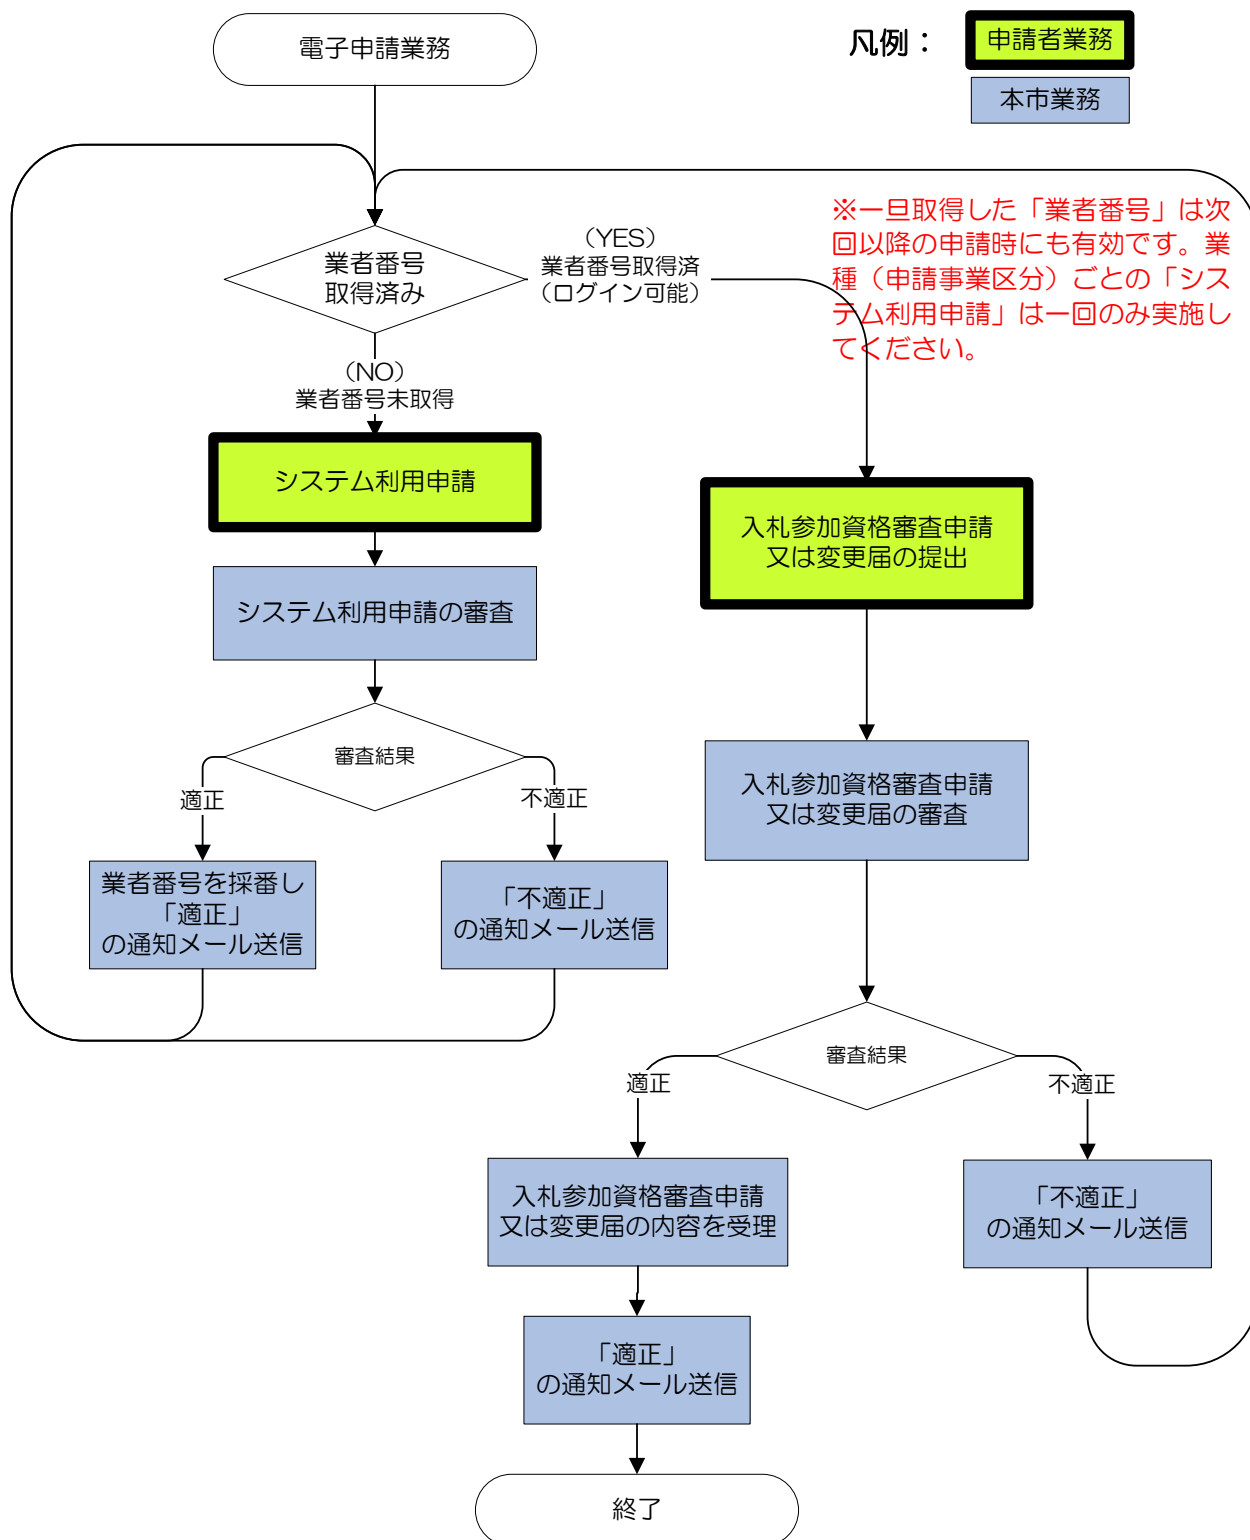 電子申請業務
凡例：
申請者業務
本市業務
業者番号
取得済み
（YES）
業者番号取得済
（ログイン可能）
※一旦取得した「業者番号」は次
回以降の申請時にも有効です。業
種（申請事業区分）ごとの「シス
テム利用申請」は一回のみ実施し
てください。
（NO）
業者番号未取得
システム利用申請
システム利用申請の審査
審査結果
適正
不適正
業者番号を採番し
「適正」
の通知メール送信
「不適正」
の通知メール送信
入札参加資格審査申請
又は変更届の提出
入札参加資格審査申請
又は変更届の審査
審査結果
適正
不適正
入札参加資格審査申請
又は変更届の内容を受理
「不適正」
の通知メール送信
「適正」
の通知メール送信
終了